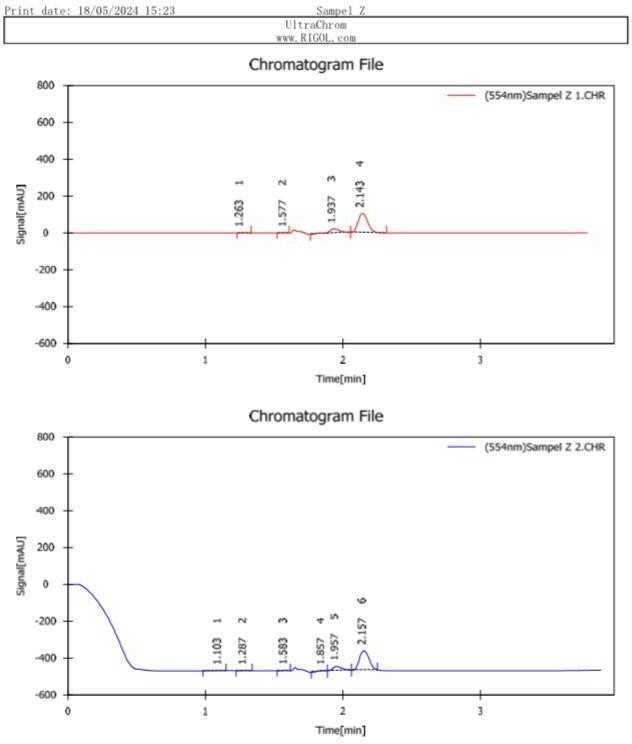 Print date: 18/05/2024 15:23 Sampel Z
UltraChrom
www.RIGOL.com
Chromatogram File
(554nm)Sampel Z 1.CHR
800
600
400
200
0
-200
-400
-600
Signal[mAU]
1.263 1
1.577 2
1.937 3
2.143 4
0 1 2 3
Time[min]
Chromatogram File
(554nm)Sampel Z 2.CHR
800
600
400
200
0
-200
-400
-600
Signal[mAU]
1.103 1
1.287 2
1.583 3
1.857 4
1.957 5
2.157 6
0 1 2 3
Time[min]